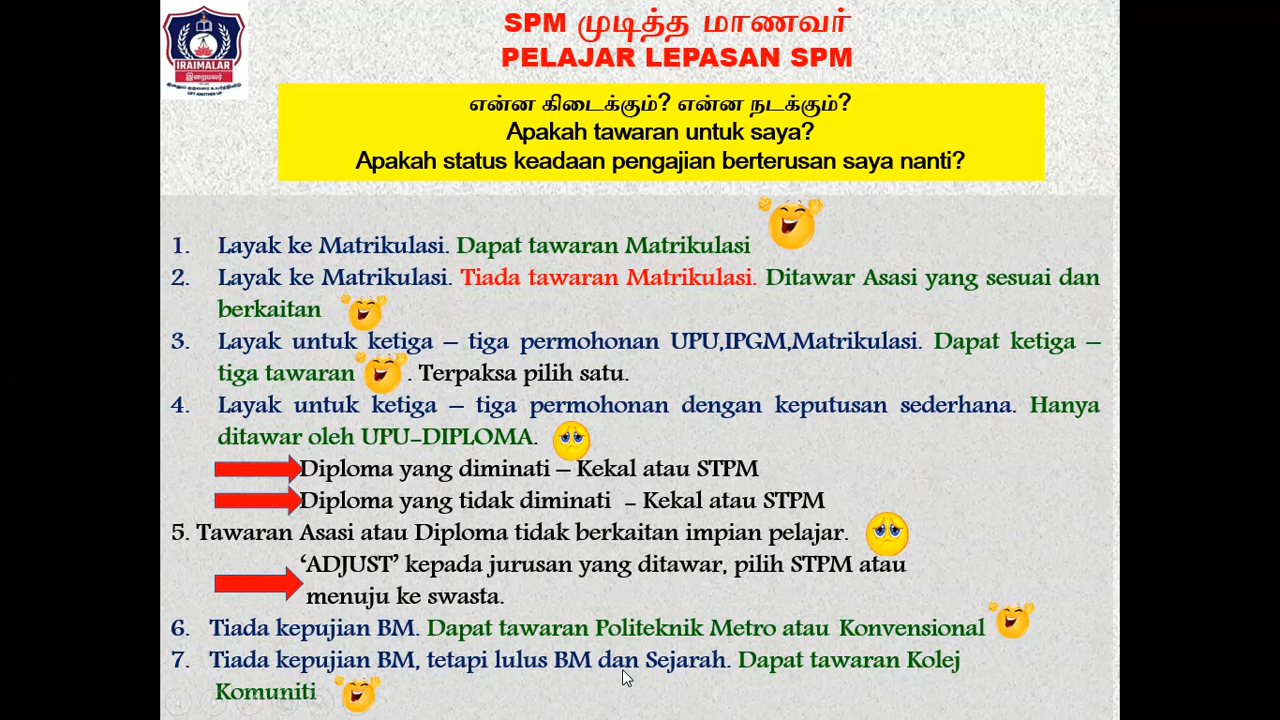 SPM முடித்த மாணவர்
PELAJAR LEPASAN SPM
IRAIMALAR
இறைமலர்
என்ன கிடைக்கும்? என்ன நடக்கும்?
Apakah tawaran untuk saya?
Apakah status keadaan pengajian berterusan saya nanti?
1. Layak ke Matrikulasi. Dapat tawaran Matrikulasi
2. Layak ke Matrikulasi. Tiada tawaran Matrikulasi. Ditawar Asasi yang sesuai dan
berkaitan
3. Layak untuk ketiga – tiga permohonan UPU,IPGM,Matrikulasi. Dapat ketiga –
tiga tawaran . Terpaksa pilih satu.
4. Layak untuk ketiga – tiga permohonan dengan keputusan sederhana. Hanya
ditawar oleh UPU-DIPLOMA.
Diploma yang diminati – Kekal atau STPM
Diploma yang tidak diminati - Kekal atau STPM
5. Tawaran Asasi atau Diploma tidak berkaitan impian pelajar.
‘ADJUST’ kepada jurusan yang ditawar, pilih STPM atau
menuju ke swasta.
6. Tiada kepujian BM. Dapat tawaran Politeknik Metro atau Konvensional
7. Tiada kepujian BM, tetapi lulus BM dan Sejarah. Dapat tawaran Kolej
Komuniti